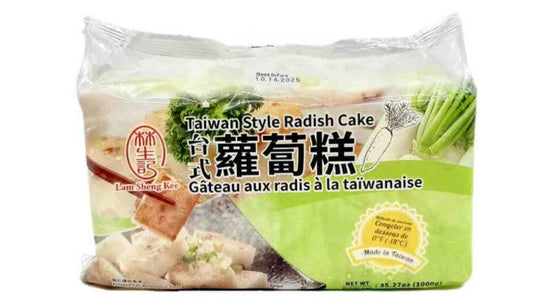 Best Before
10.14.2025
Taiwan Style Radish Cake
台式
蘿蔔糕
Gâteau aux radis à la taïwanaise
林生記
Lam Sheng Kee
Congeler en
dessous de
0°F (-18°C)
Made in Taiwan
35.27oz (1000g)